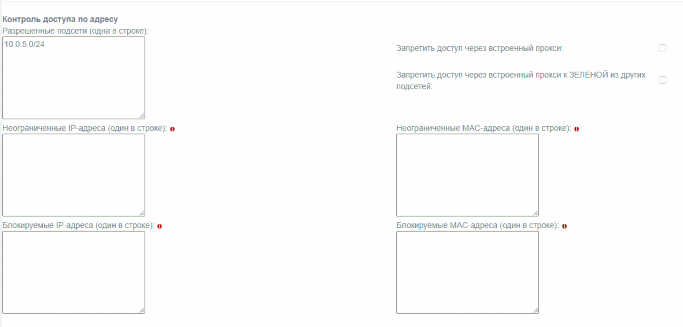 Контроль доступа по адресу
Разрешенные подсети (одна в строке):
10.0.5.0/24
Запретить доступ через встроенный прокси:
Запретить доступ через встроенный прокси к ЗЕЛЕНОЙ из других
подсетей:
Неограниченные IP-адреса (один в строке):
Неограниченные MAC-адреса (один в строке):
Блокируемые IP-адреса (один в строке):
Блокируемые MAC-адреса (один в строке):